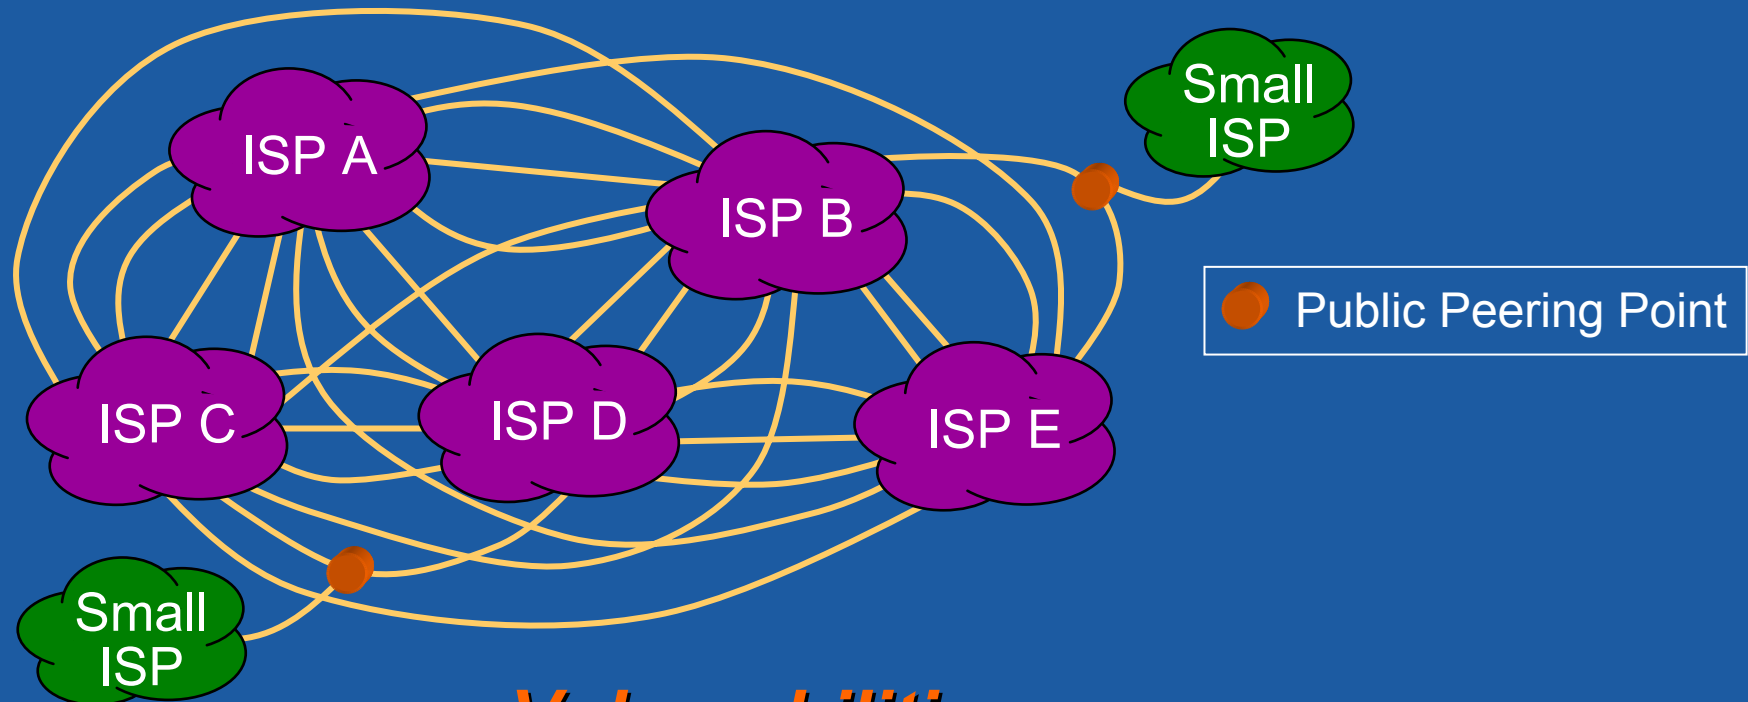 Small
ISP
ISP A
ISP B
Public Peering Point
ISP C
ISP D
ISP E
Small
ISP